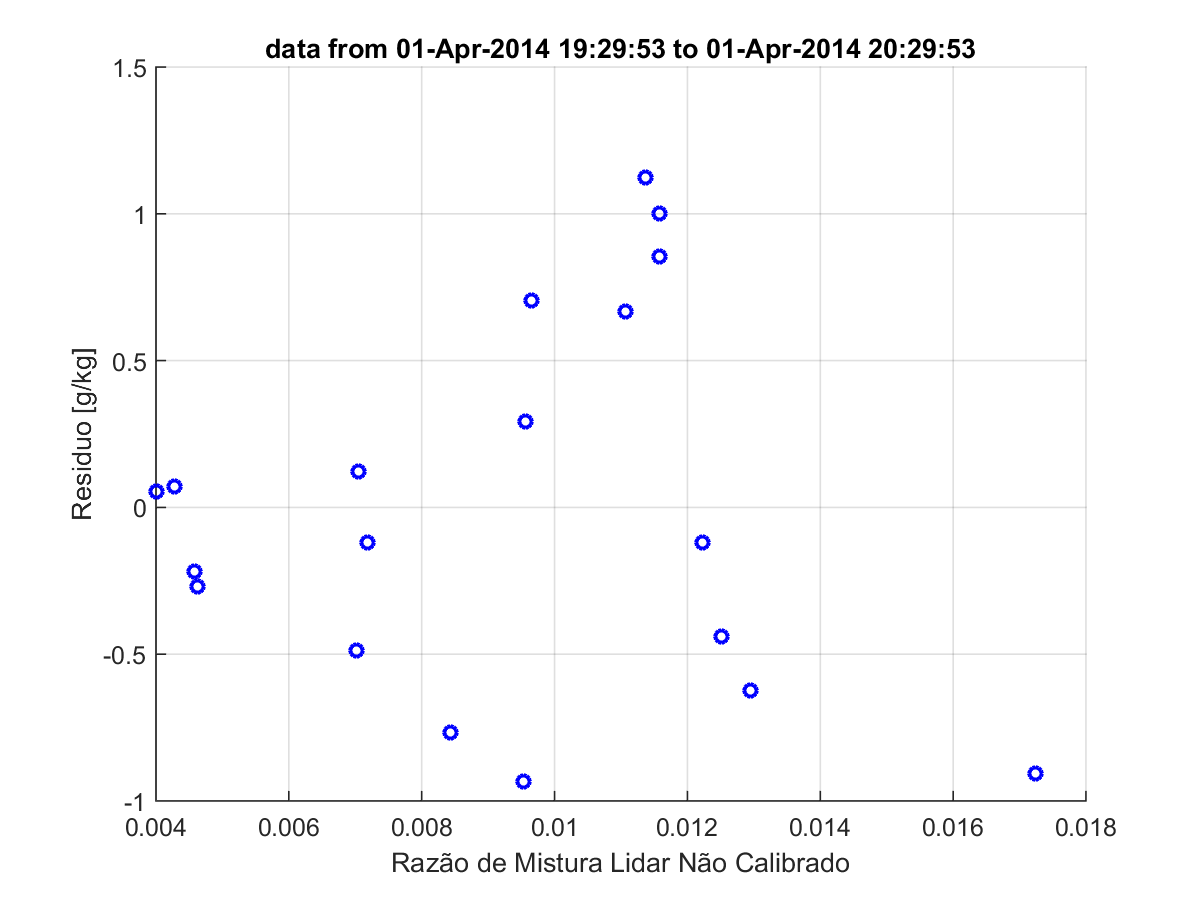 data from 01-Apr-2014 19:29:53 to 01-Apr-2014 20:29:53
1.5
1
0.5
0
-0.5
-1
Residuo [g/kg]
0.004 0.006 0.008 0.01 0.012 0.014 0.016 0.018
Razão de Mistura Lidar Não Calibrado